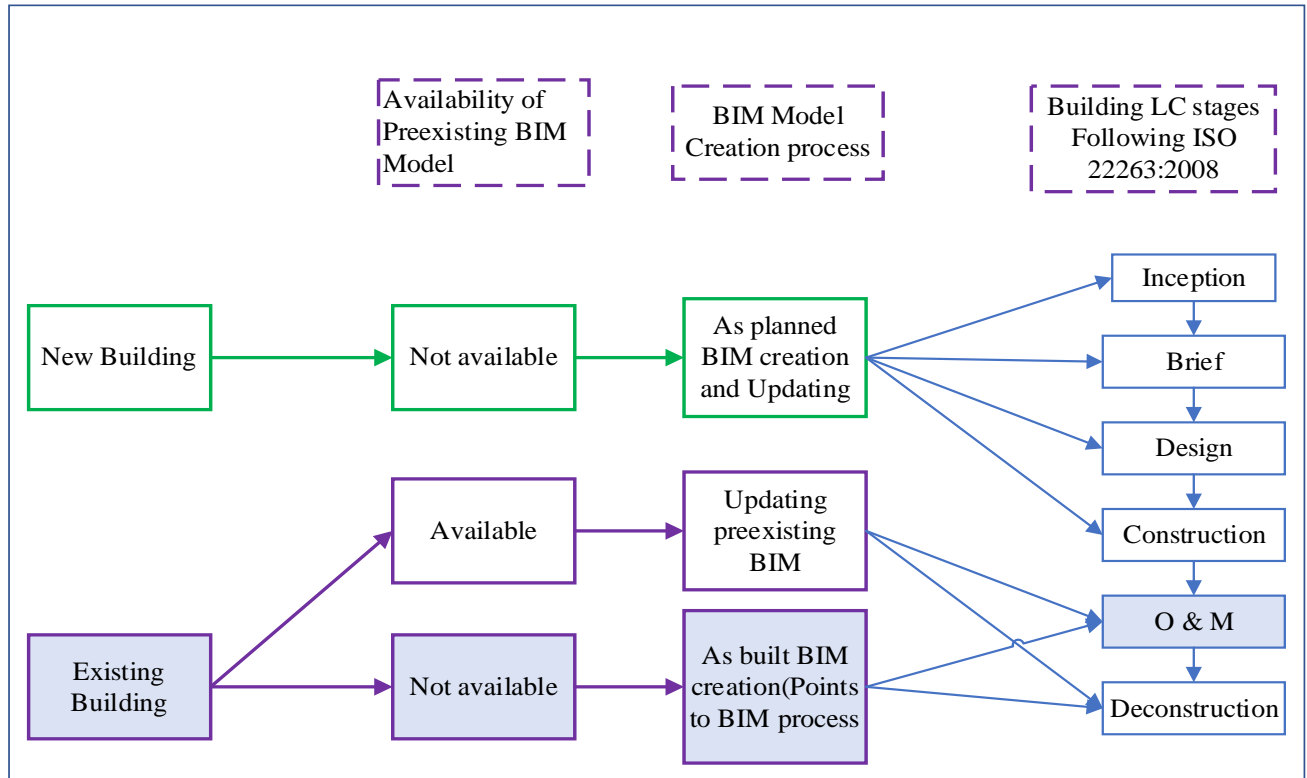 Availability of
Preexisting BIM
Model
BIM Model
Creation process
Building LC stages
Following ISO
22263:2008
New Building
Not available
As planned
BIM creation
and Updating
Inception
Brief
Design
Construction
O & M
Deconstruction
Existing
Building
Available
Updating
preexisting
BIM
Not available
As built BIM
creation(Points
to BIM process